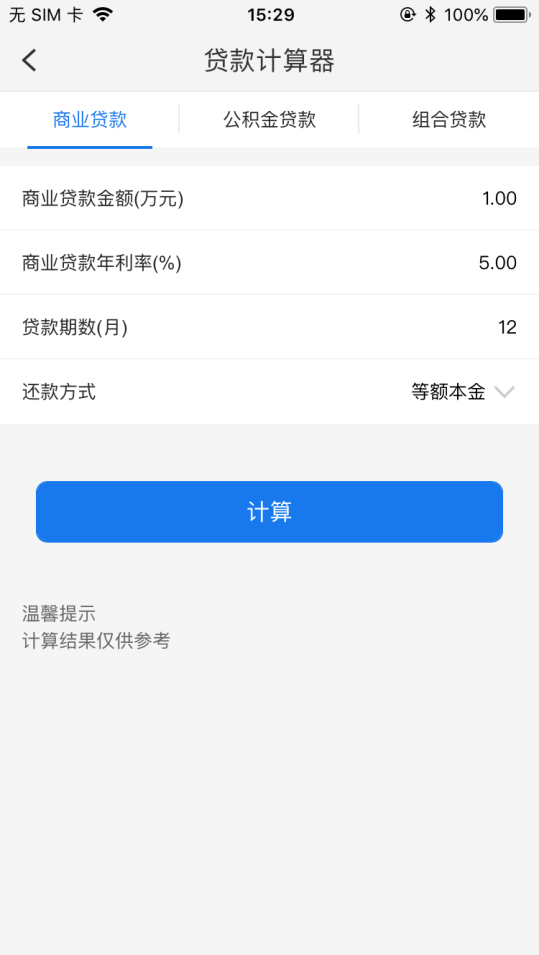 无 SIM 卡 15:29 100%
贷款计算器
商业贷款 公积金贷款 组合贷款
商业贷款金额(万元) 1.00
商业贷款年利率(%) 5.00
贷款期数(月) 12
还款方式 等额本金
计算
温馨提示
计算结果仅供参考